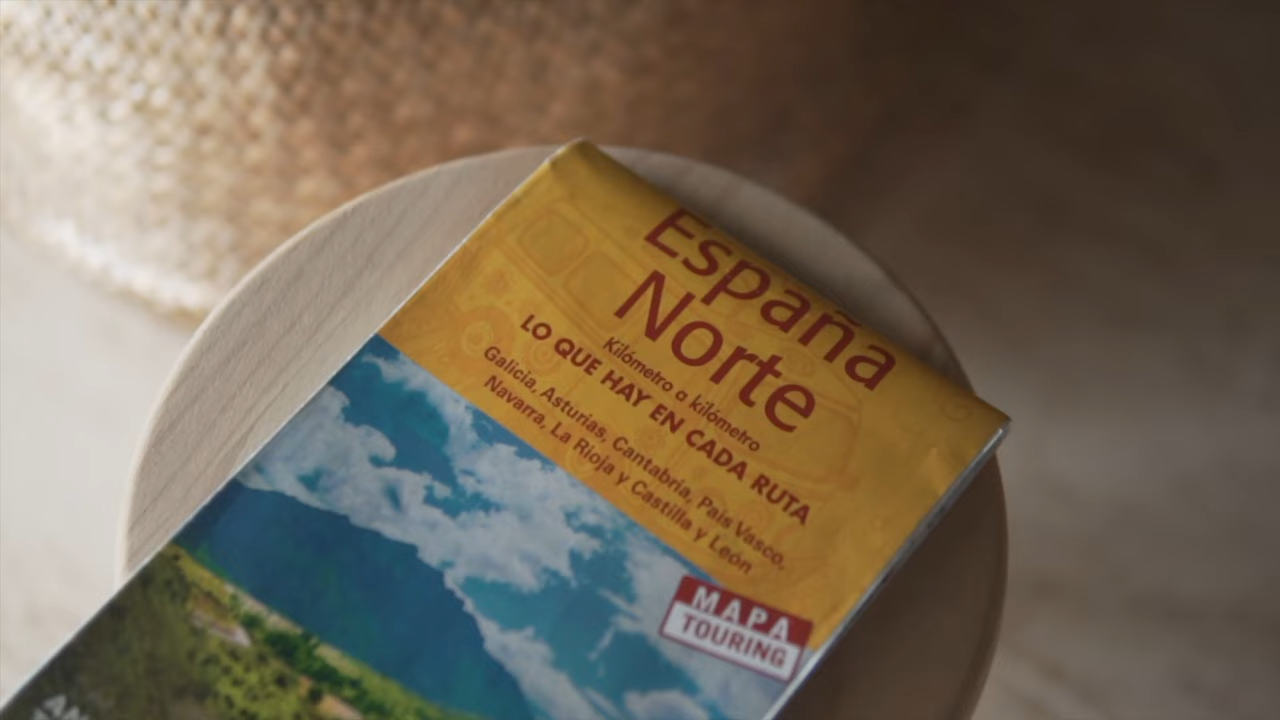 España
Norte
Kilómetro a kilómetro
LO QUE HAY EN CADA RUTA
Galicia, Asturias, Cantabria, País Vasco,
Navarra, La Rioja y Castilla y León
MAPA
TOURING